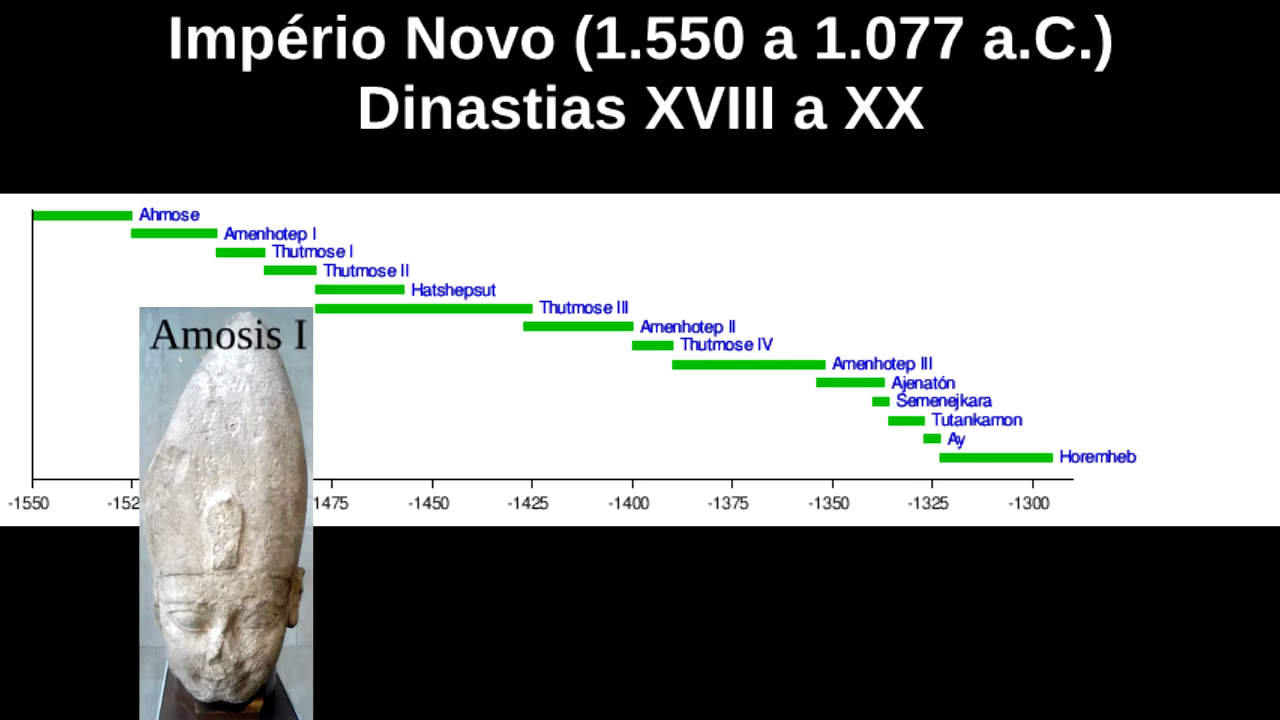 Império Novo (1.550 a 1.077 a.C.)
Dinastias XVIII a XX
Ahmose
Amenhotep I
Thutmose I
Thutmose II
Hatshepsut
Thutmose III
Amosis I
Amenhotep II
Thutmose IV
Amenhotep III
Ajenatón
Semenejkara
Tutankamon
Ay
Horemheb
-1550 -152 1475 -1450 -1425 -1400 -1375 -1350 -1325 -1300